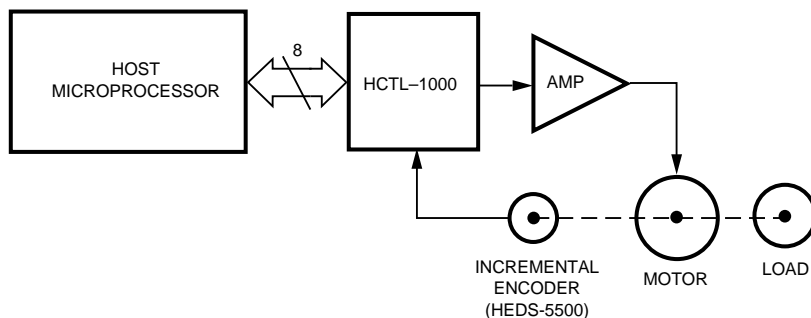 HOST
MICROPROCESSOR
8
HCTL–1000
AMP
INCREMENTAL
ENCODER
(HEDS-5500)
MOTOR
LOAD